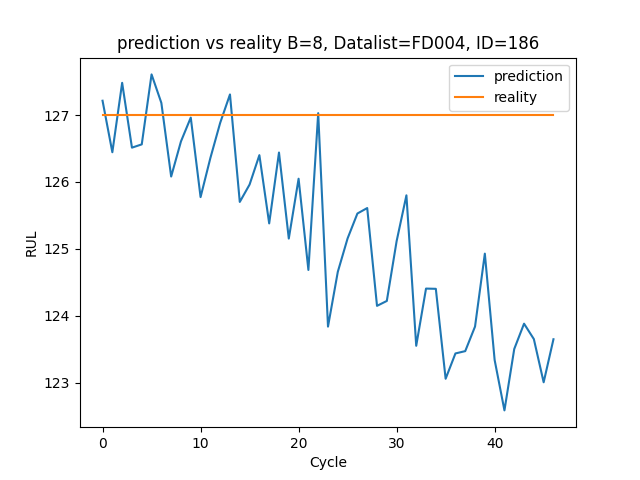 prediction vs reality B=8, Datalist=FD004, ID=186
prediction
reality
127
126
125
124
123
RUL
0 10 20 30 40
Cycle